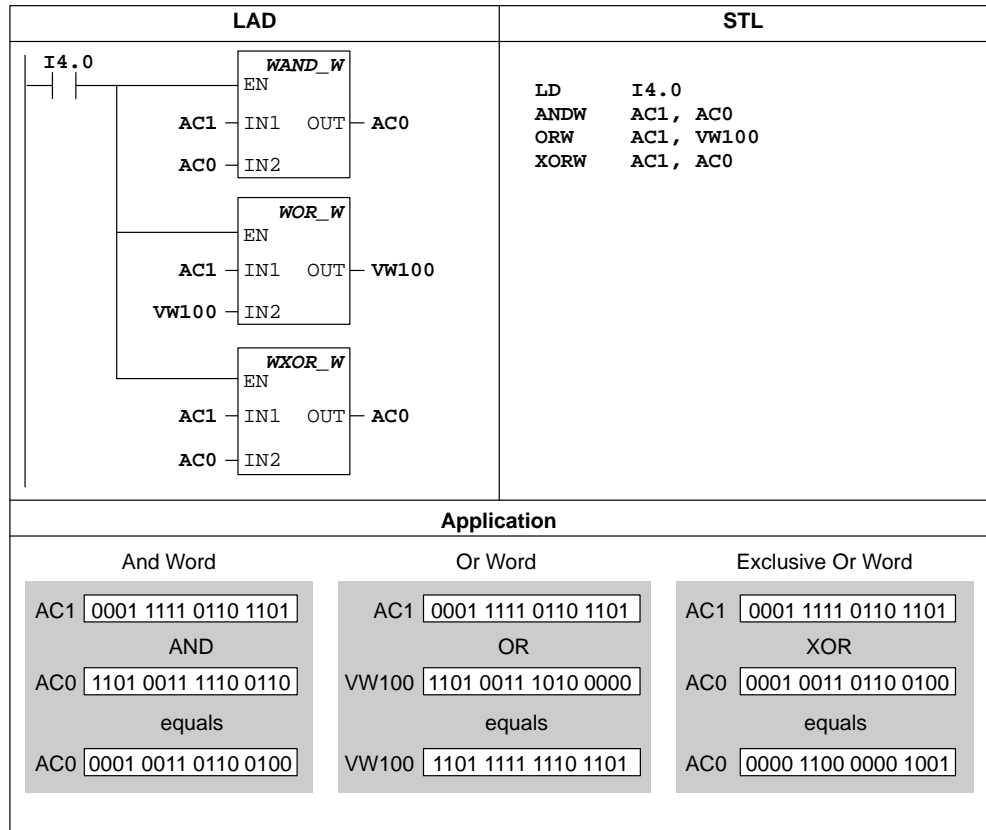 LAD
STL
I4.0
WAND_W
EN
AC1 IN1 OUT AC0
AC0 IN2
WOR_W
EN
AC1 IN1 OUT VW100
VW100 IN2
WXOR_W
EN
AC1 IN1 OUT AC0
AC0 IN2
LD I4.0
ANDW AC1, AC0
ORW AC1, VW100
XORW AC1, AC0
Application
And Word
AC1 0001 1111 0110 1101
AND
AC0 1101 0011 1110 0110
equals
AC0 0001 0011 0110 0100
Or Word
AC1 0001 1111 0110 1101
OR
VW100 1101 0011 1010 0000
equals
VW100 1101 1111 1110 1101
Exclusive Or Word
AC1 0001 1111 0110 1101
XOR
AC0 0001 0011 0110 0100
equals
AC0 0000 1100 0000 1001